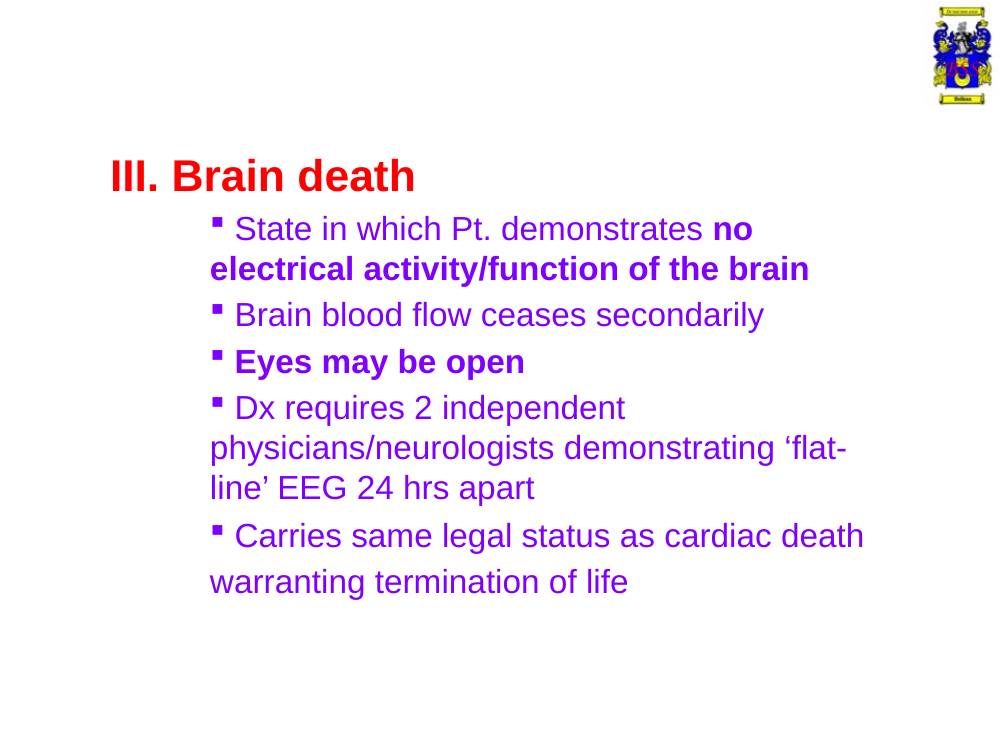 III. Brain death
▪ State in which Pt. demonstrates no
electrical activity/function of the brain
▪ Brain blood flow ceases secondarily
▪ Eyes may be open
▪ Dx requires 2 independent
physicians/neurologists demonstrating ‘flat-
line’ EEG 24 hrs apart
▪ Carries same legal status as cardiac death
warranting termination of life